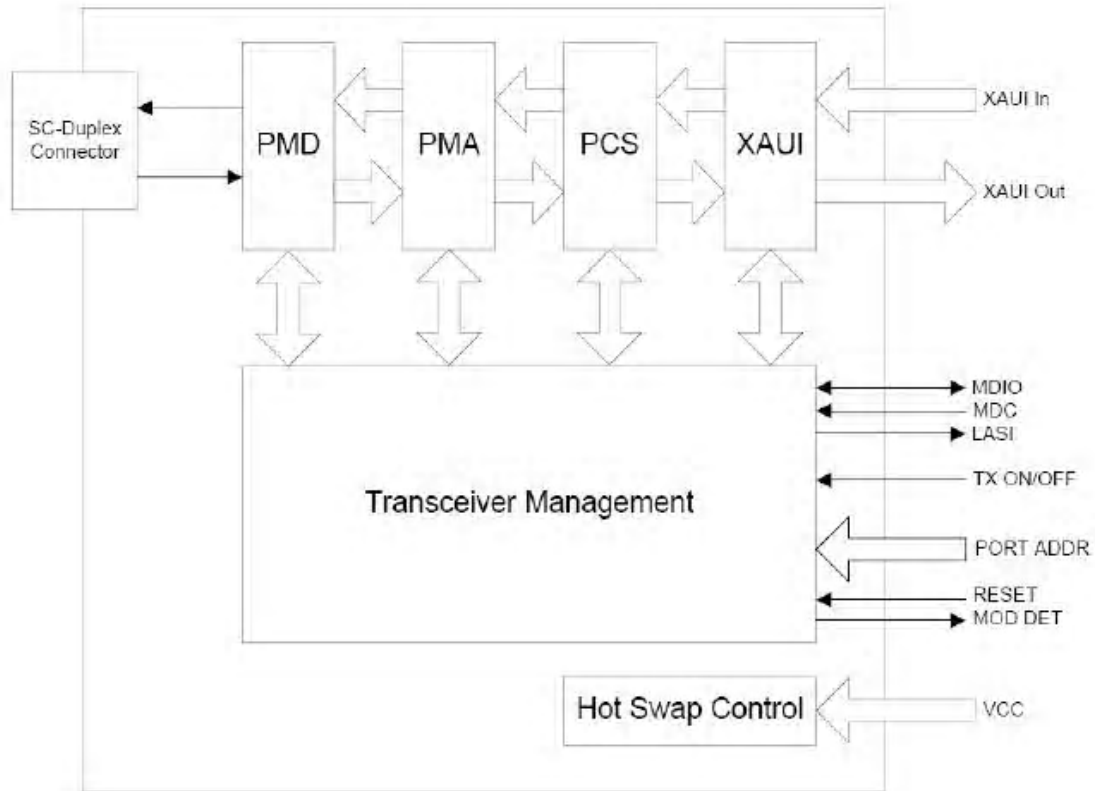 XAUI In
SC-Duplex
Connector
PMD
PMA
PCS
XAUI
XAUI Out
MDIO
MDC
LASI
TX ON/OFF
Transceiver Management
PORT ADDR
RESET
MOD DET
Hot Swap Control
VCC